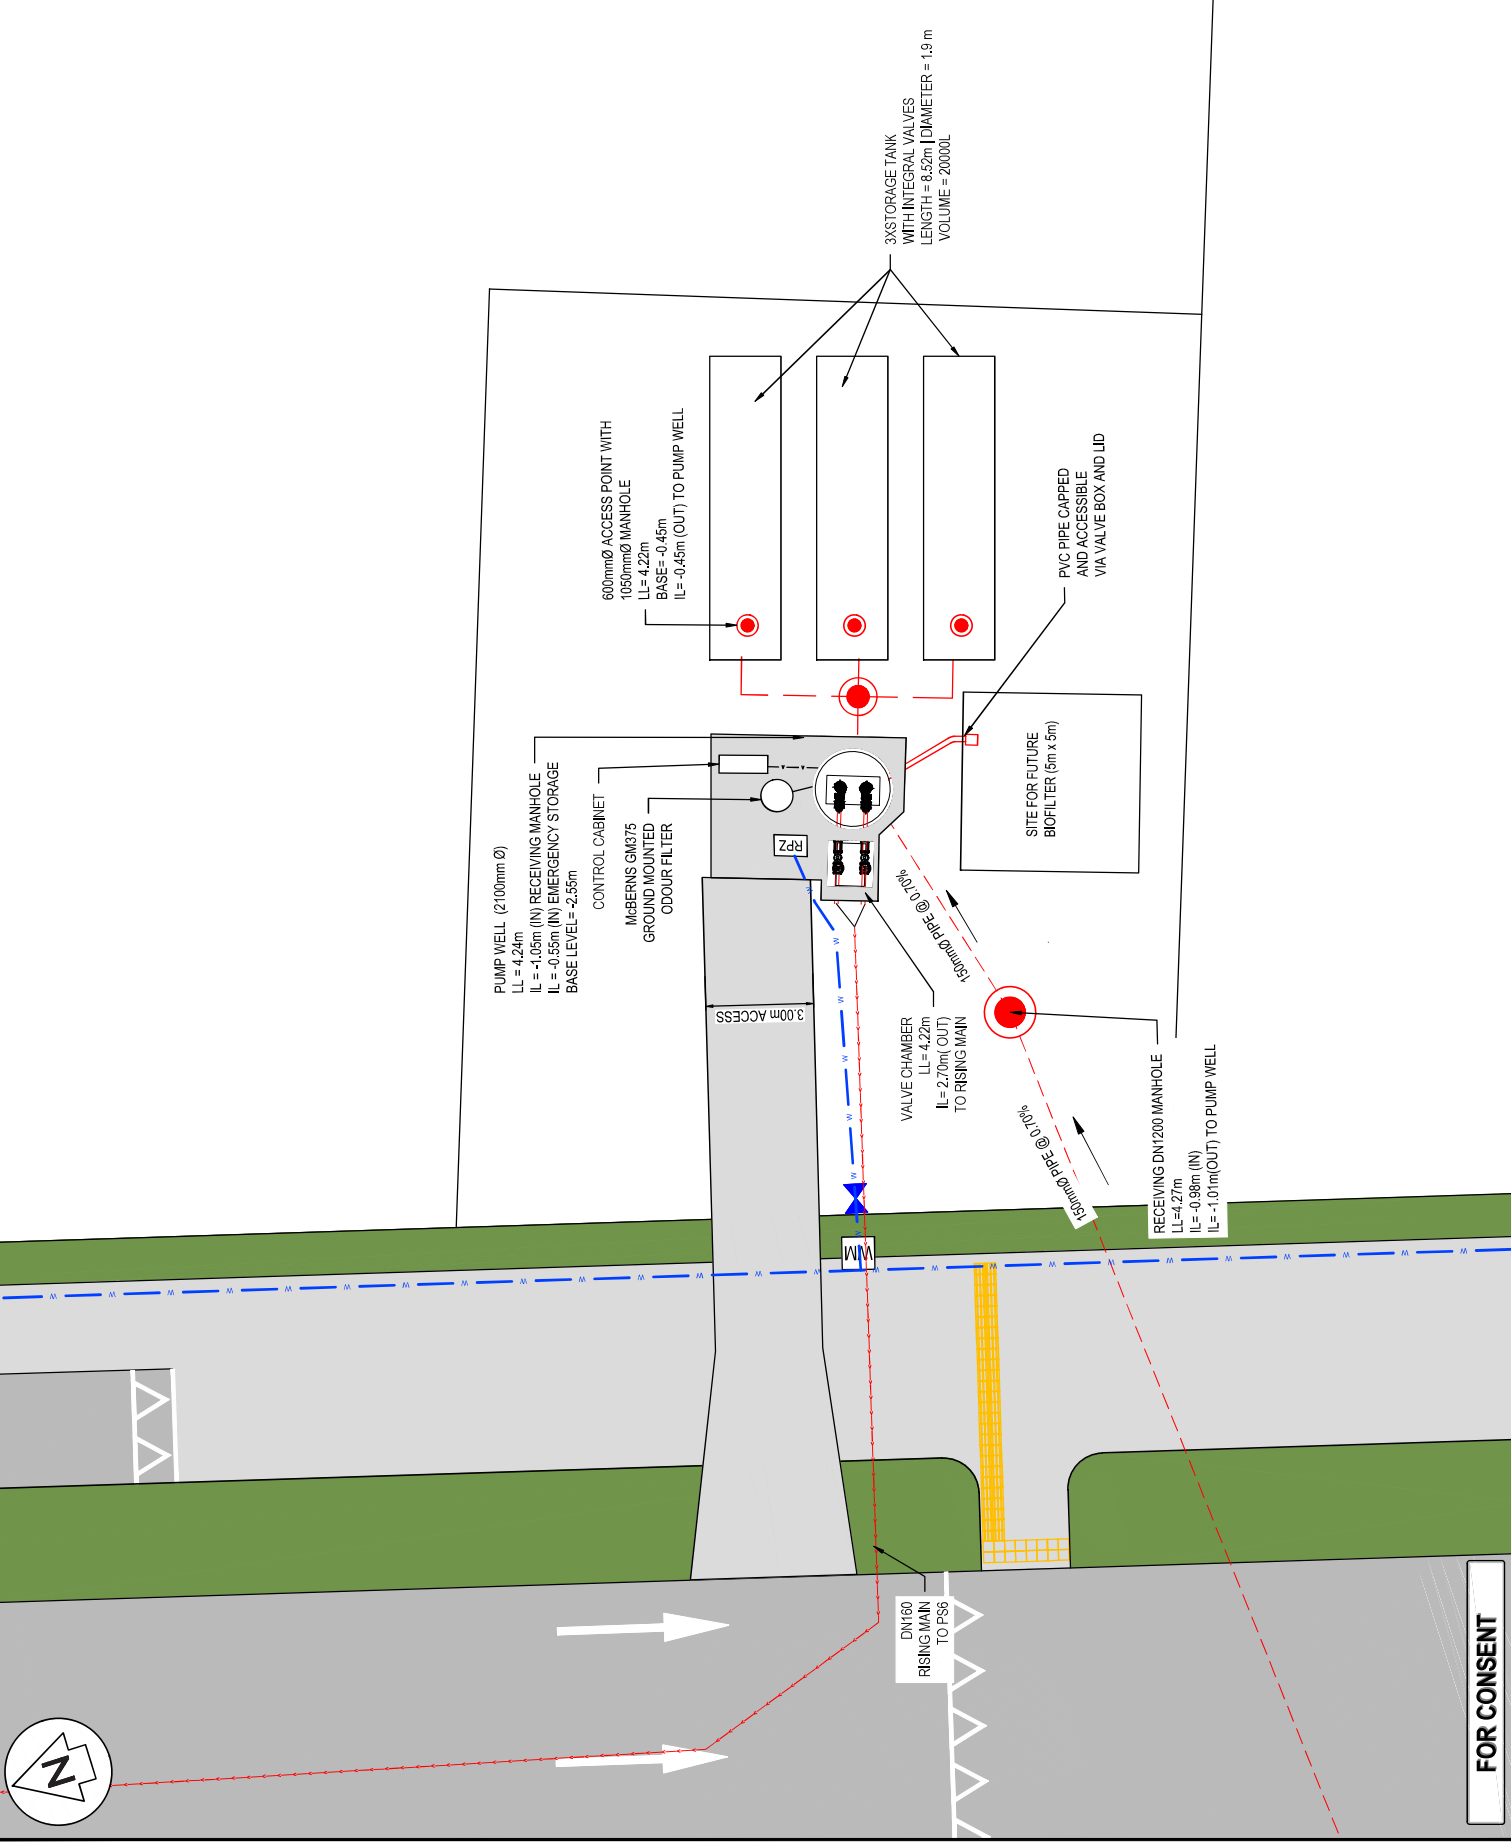 3XSTORAGE TANK
WITH INTEGRAL VALVES
LENGTH = 8.52m | DIAMETER = 1.9 m
VOLUME = 20000L
600mmØ ACCESS POINT WITH
1050mmØ MANHOLE
LL= 4.22m
BASE= -0.45m
IL= -0.45m (OUT) TO PUMP WELL
PVC PIPE CAPPED
AND ACCESSIBLE
VIA VALVE BOX AND LID
PUMP WELL (2100mm Ø)
LL = 4.24m
IL = -1.05m (IN) RECEIVING MANHOLE
IL = -0.55m (IN) EMERGENCY STORAGE
BASE LEVEL= -2.55m
CONTROL CABINET
McBERNS GM375
GROUND MOUNTED
ODOUR FILTER
RPZ
SITE FOR FUTURE
BIOFILTER (5m x 5m)
150mmØ PIPE @ 0.70%
3.00m ACCESS
VALVE CHAMBER
LL= 4.22m
IL= 2.70m( OUT)
TO RISING MAIN
150mmØ PIPE @ 0.70%
RECEIVING DN1200 MANHOLE
LL=4.27m
IL= -0.98m (IN)
IL= -1.01m(OUT) TO PUMP WELL
WM
W W W W W
W W W W W W W W W W W W W W W W W W W W W W W W
DN160
RISING MAIN
TO PS6
N
FOR CONSENT